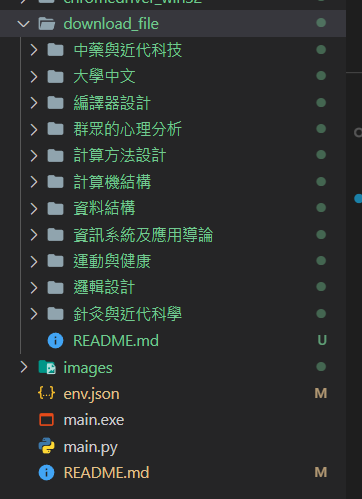 chromedriver_win32
download_file
中藥與近代科技
大學中文
編譯器設計
群眾的心理分析
計算方法設計
計算機結構
資料結構
資訊系統及應用導論
運動與健康
邏輯設計
針灸與近代科學
README.md U
images
env.json M
main.exe
main.py
README.md M